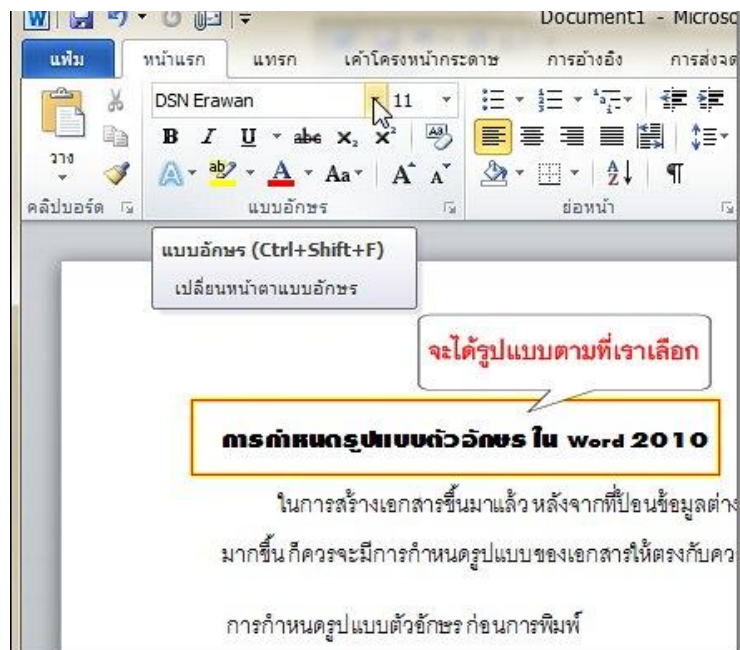 Document1 - Microso
แฟ้ม หน้าแรก แทรก เค้าโครงหน้ากระดาษ การอ้างอิง การส่งจด
DSN Erawan 11
B I U abe X₂ X² Aa
ab A A Aa A A
วาง
คลิปบอร์ด แบบอักษร ย่อหน้า
แบบอักษร (Ctrl+Shift+F)
เปลี่ยนหน้าตาแบบอักษร
จะได้รูปแบบตามที่เราเลือก
การกำหนดรูปแบบตัวอักษร ใน Word 2010
ในการสร้างเอกสารขึ้นมาแล้ว หลังจากที่ป้อนข้อมูลต่าง
มากขึ้น ก็ควรจะมีการกำหนดรูปแบบของเอกสารให้ตรงกับคว
การกำหนดรูปแบบตัวอักษร ก่อนการพิมพ์